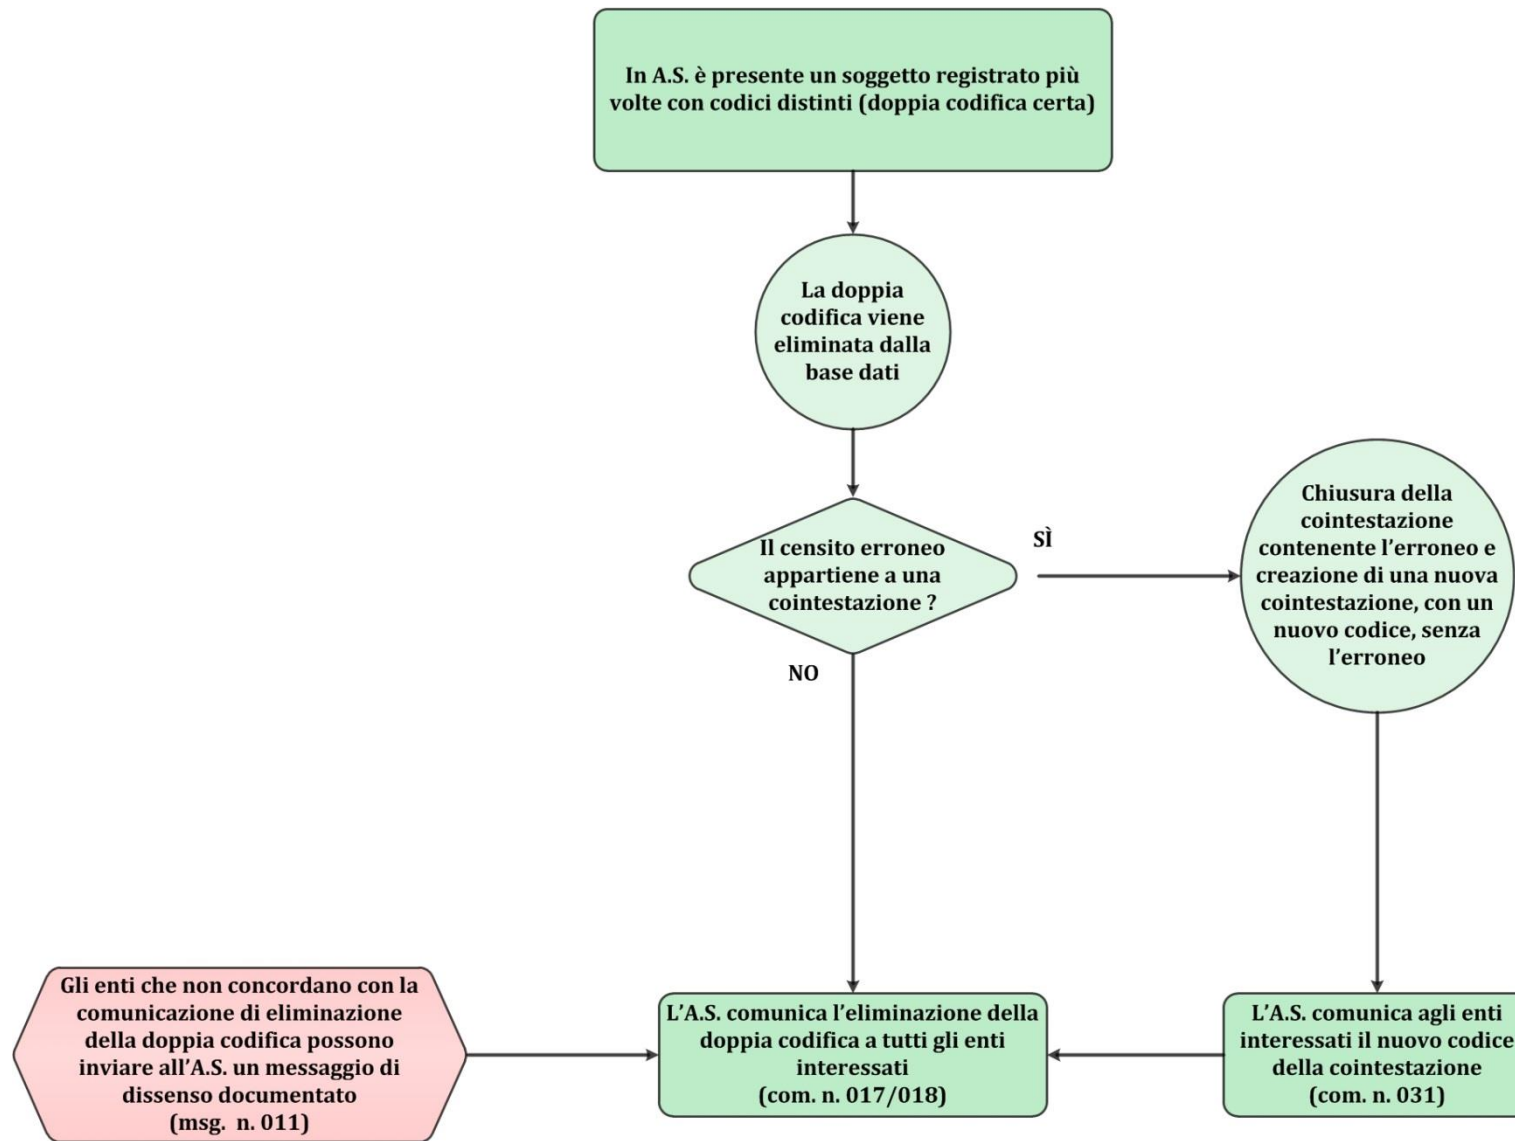 In A.S. è presente un soggetto registrato più
volte con codici distinti (doppia codifica certa)
La doppia
codifica viene
eliminata dalla
base dati
Il censito erroneo
appartiene a una
cointestazione ?
SÌ
Chiusura della
cointestazione
contenente l'erroneo e
creazione di una nuova
cointestazione, con un
nuovo codice, senza
l'erroneo
NO
Gli enti che non concordano con la
comunicazione di eliminazione
della doppia codifica possono
inviare all'A.S. un messaggio di
dissenso documentato
(msg. n. 011)
L'A.S. comunica l'eliminazione della
doppia codifica a tutti gli enti
interessati
(com. n. 017/018)
L'A.S. comunica agli enti
interessati il nuovo codice
della cointestazione
(com. n. 031)